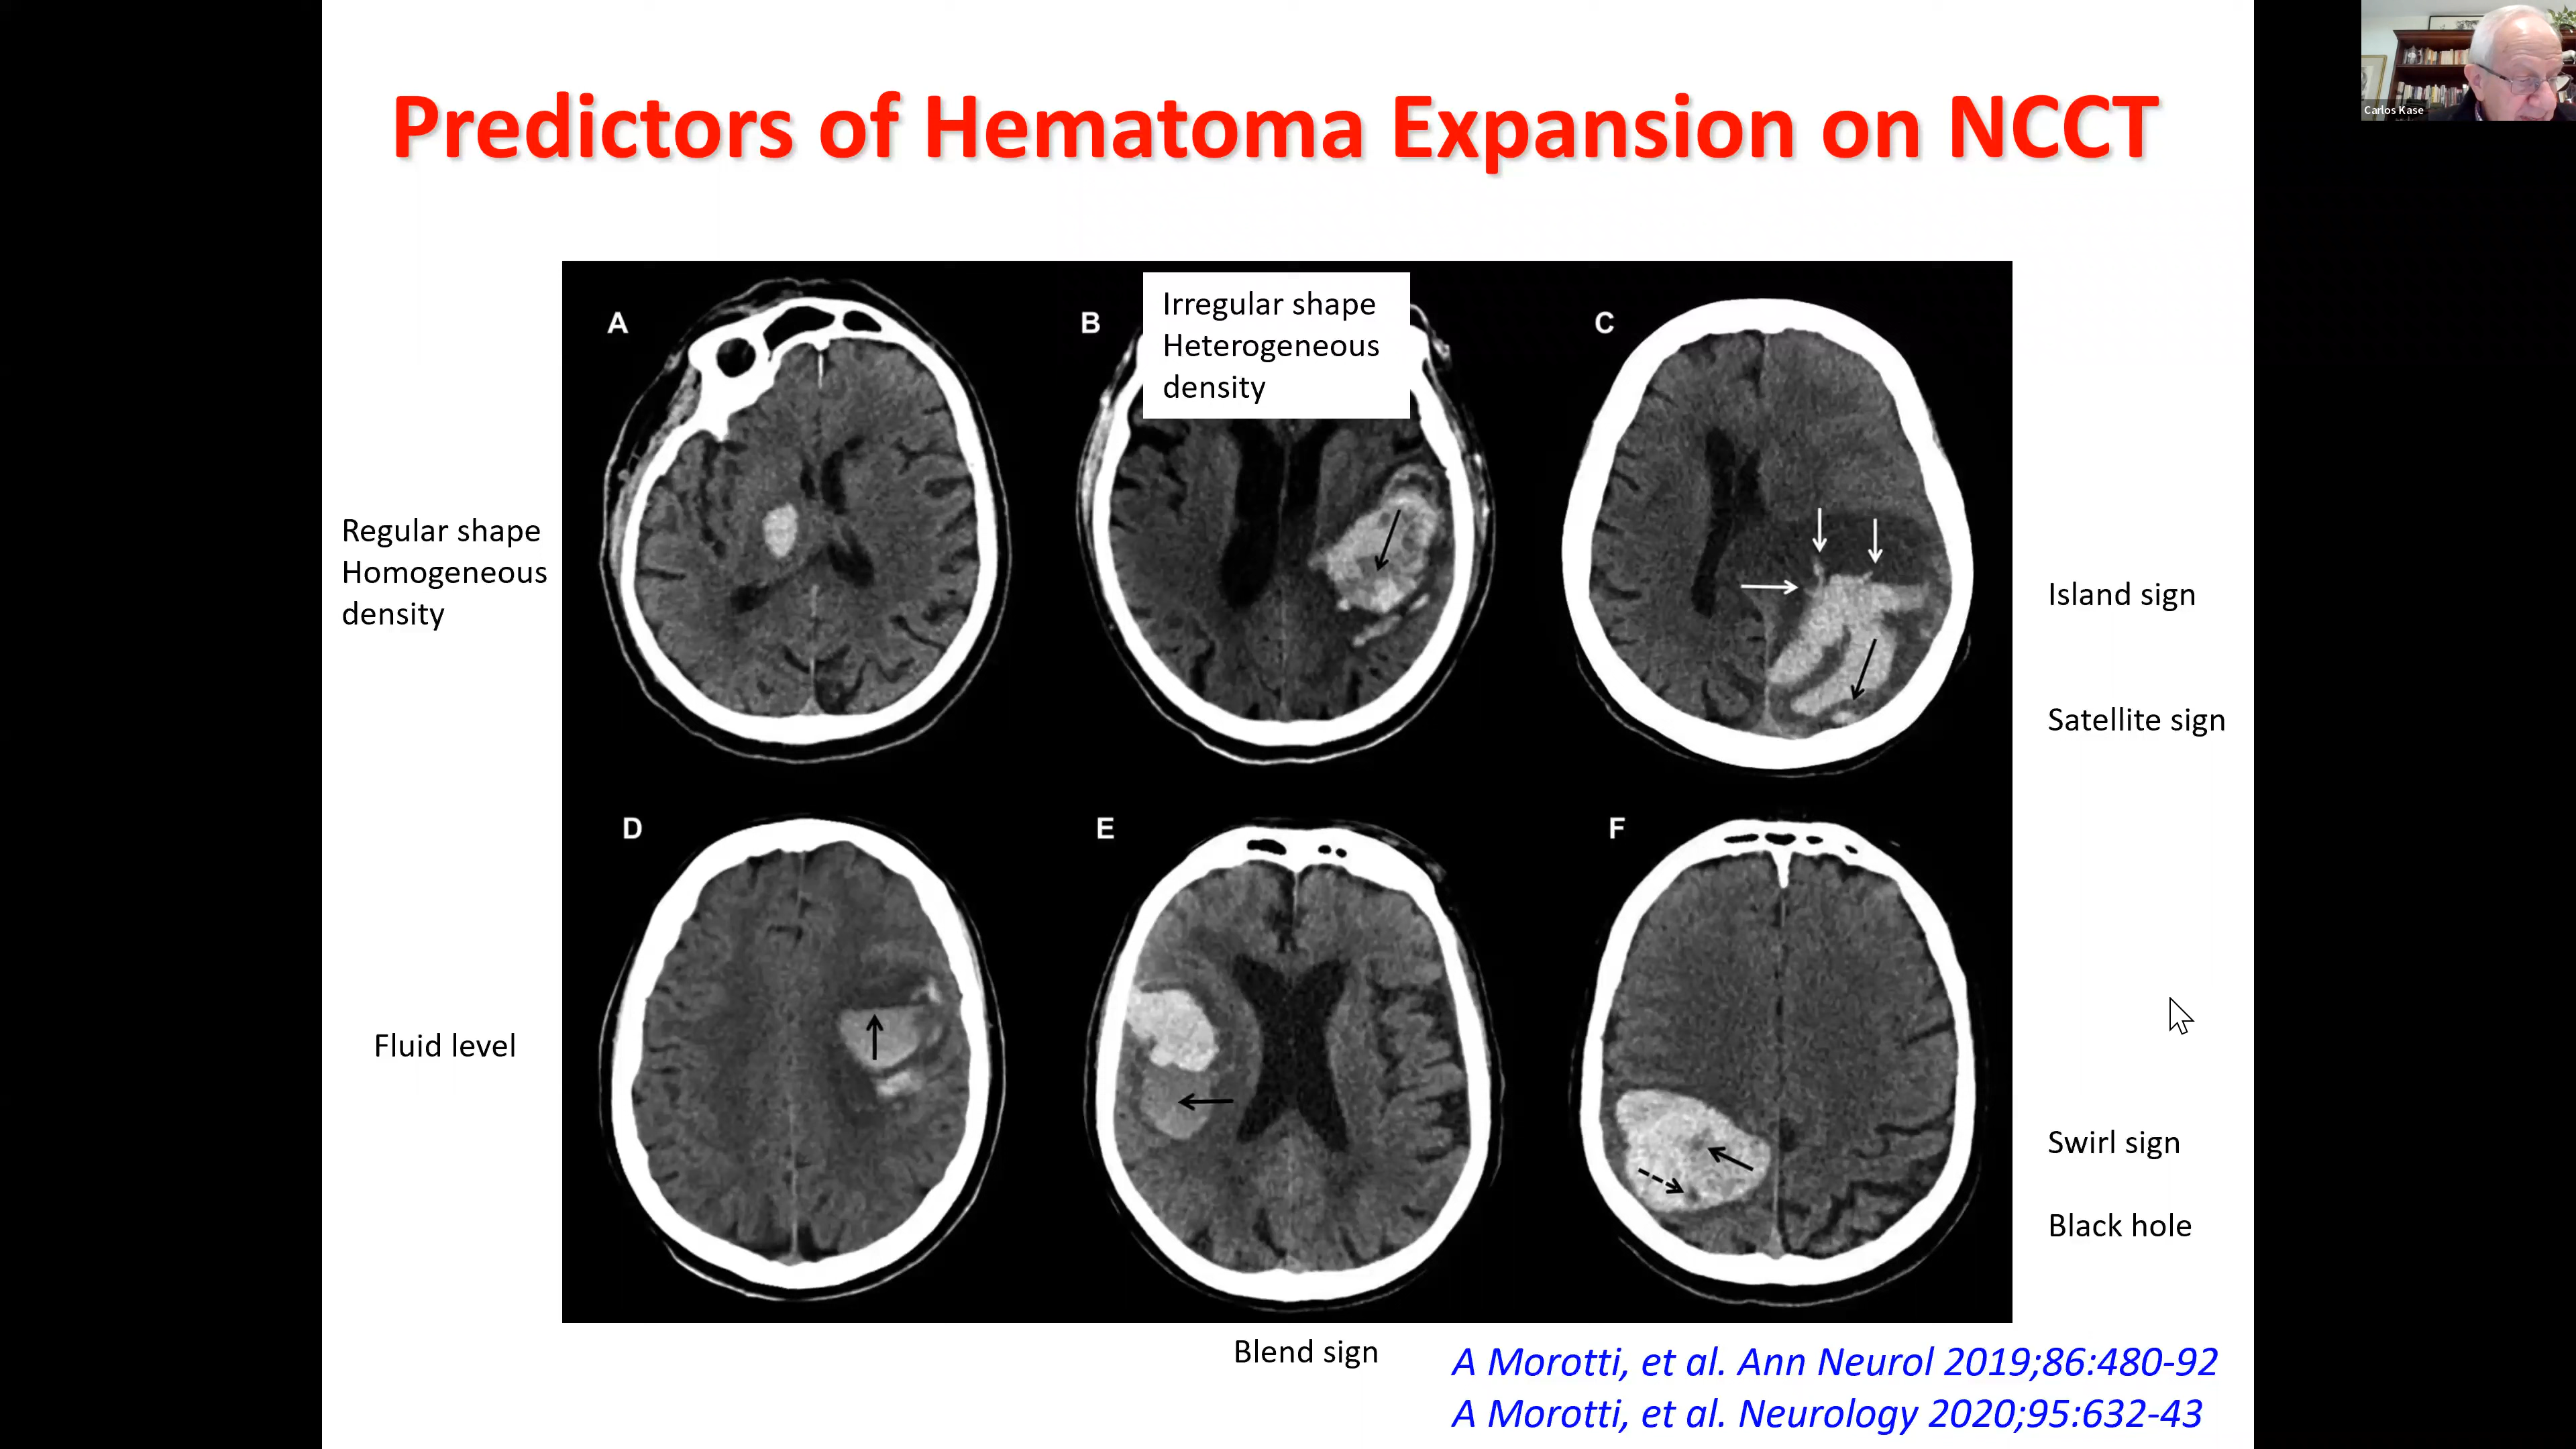 Predictors of Hematoma Expansion on NCCT
Carlos Kase
A
B
Irregular shape
Heterogeneous
density
C
Regular shape
Homogeneous
density
Island sign
Satellite sign
D
E
F
Fluid level
Swirl sign
Black hole
Blend sign
A Morotti, et al. Ann Neurol 2019;86:480-92
A Morotti, et al. Neurology 2020;95:632-43